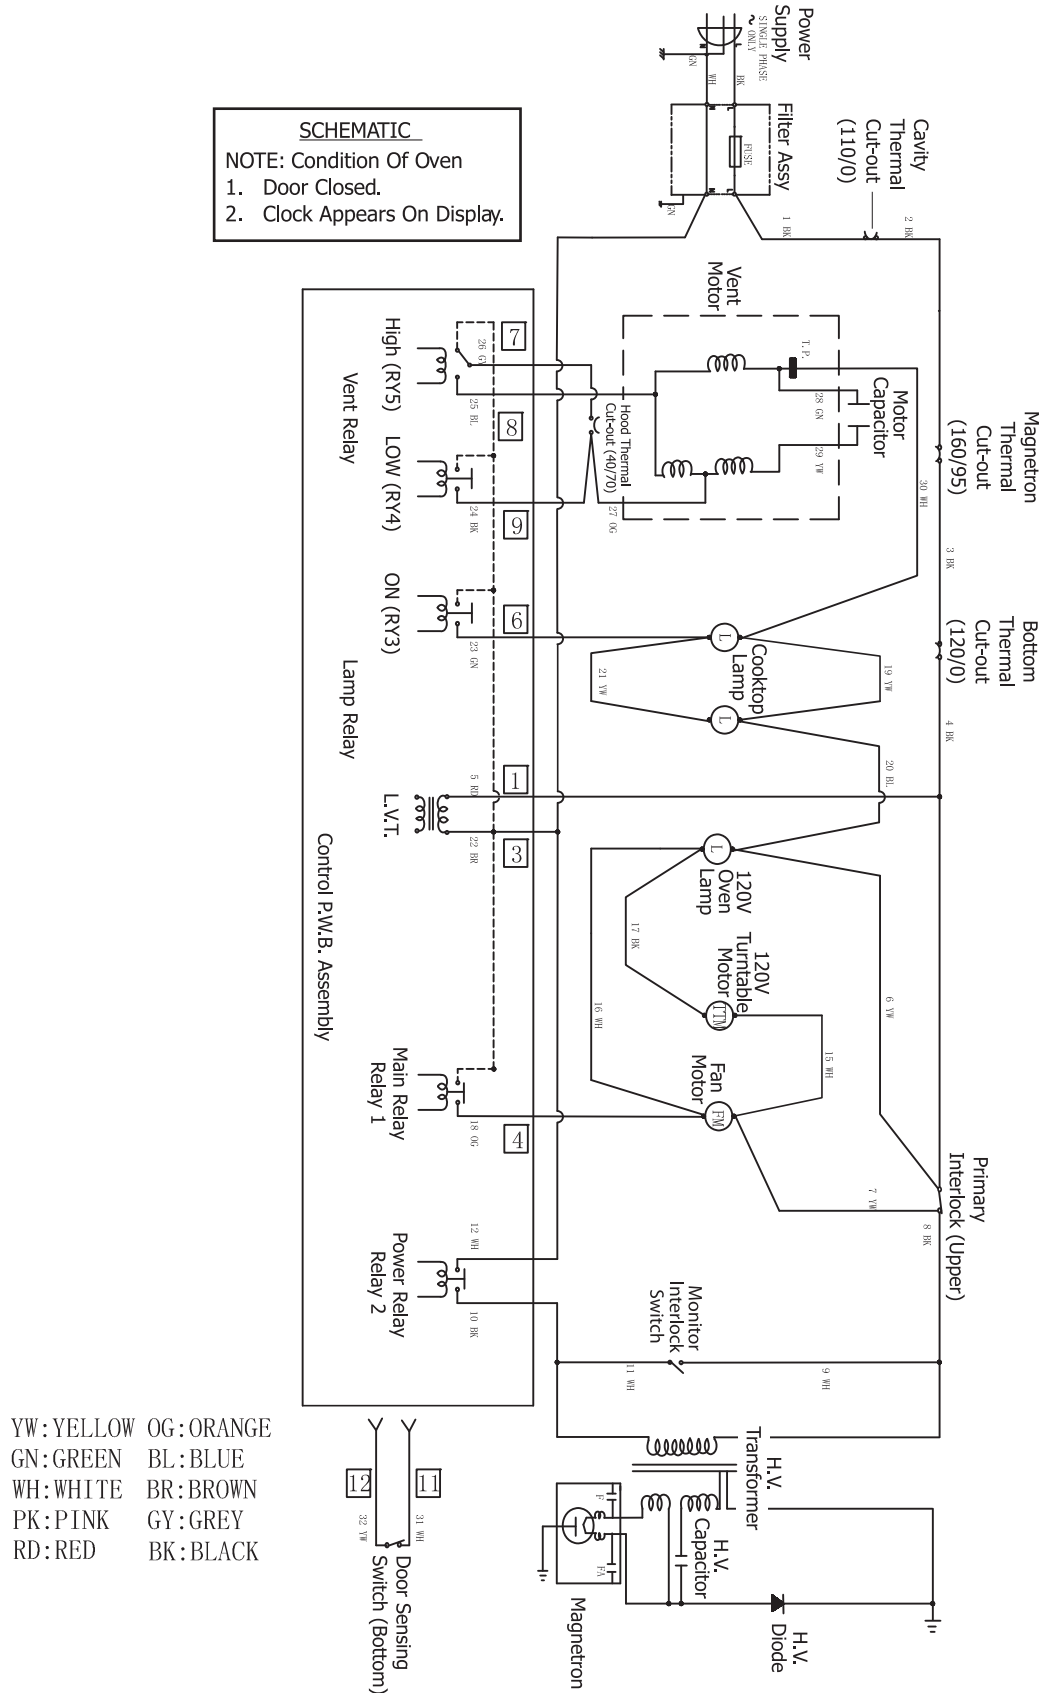 Power
Supply
SINGLE PHASE
~ ONLY
N
L
GN
WH
BK
Filter Assy
N
L
FUSE
N
L
GN
Cavity
Thermal
Cut-out
(110/0)
1 BK
2 BK
SCHEMATIC
NOTE: Condition Of Oven
1. Door Closed.
2. Clock Appears On Display.
Vent
Motor
T.P.
Motor
Capacitor
28 GN
29 YW
30 WH
Magnetron
Thermal
Cut-out
(160/95)
3 BK
Bottom
Thermal
Cut-out
(120/0)
4 BK
High (RY5)
26 GY
7
25 BL
8
Vent Relay
Hood Thermal
Cut-out (40/70)
27 OG
LOW (RY4)
24 BK
9
ON (RY3)
6
23 GN
Lamp Relay
L
Cooktop
Lamp
L
21 YW
19 YW
20 BL
5 RD
1
L.V.T.
22 BR
3
Control P.W.B. Assembly
L
120V
Oven
Lamp
17 BK
16 WH
120V
Turntable
Motor
TTM
15 WH
6 YW
Fan
Motor
FM
7 YW
Main Relay
Relay 1
18 OG
4
Primary
Interlock (Upper)
8 BK
12 WH
Power Relay
Relay 2
10 BK
Monitor
Interlock
Switch
11 WH
9 WH
H.V.
Transformer
H.V.
Capacitor
F
FA
Magnetron
H.V.
Diode
12
11
32 YW
31 WH
Door Sensing
Switch (Bottom)
YW:YELLOW OG:ORANGE
GN:GREEN BL:BLUE
WH:WHITE BR:BROWN
PK:PINK GY:GREY
RD:RED BK:BLACK